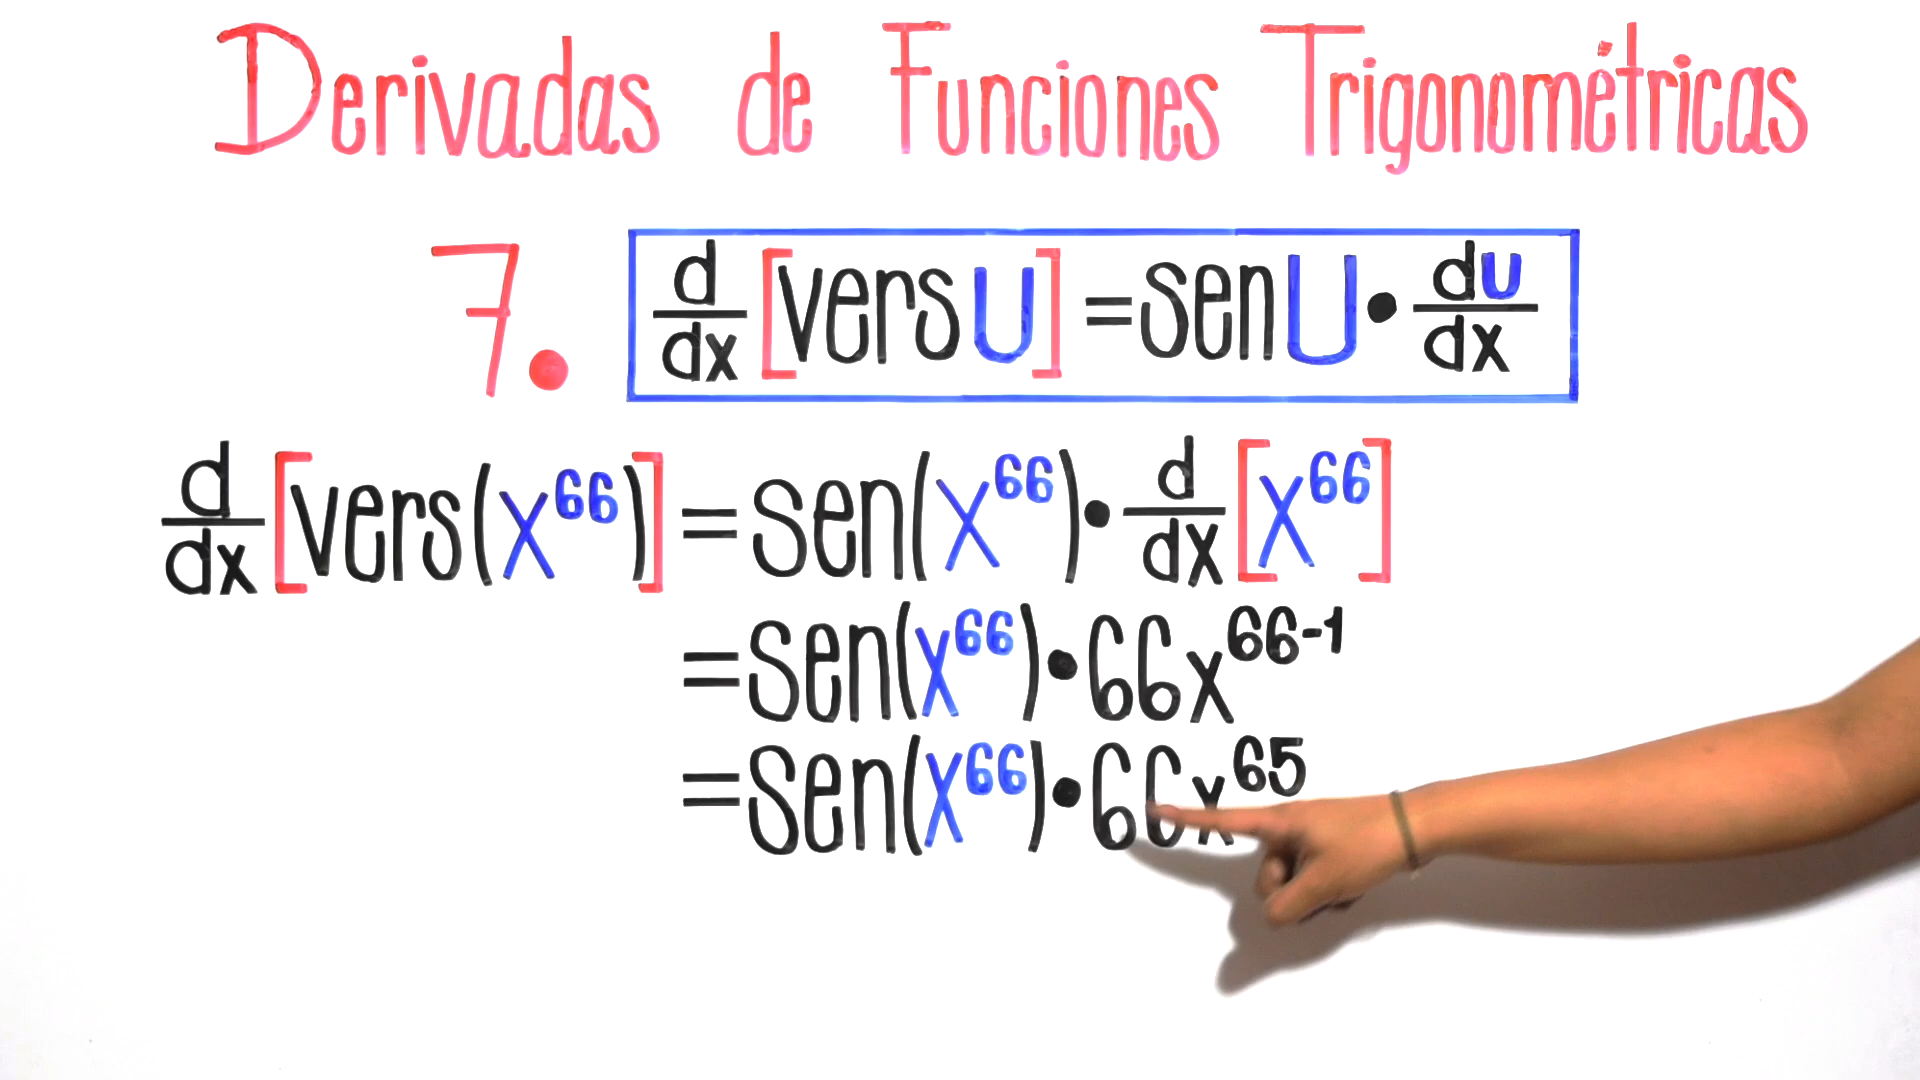 Derivadas de Funciones Trigonométricas
7. d/dx [vers U] = sen U • du/dx
d/dx [vers(x^66)] = sen(x^66) • d/dx [x^66]
= sen(x^66) • 66x^66-1
= sen(x^66) • 66x^65